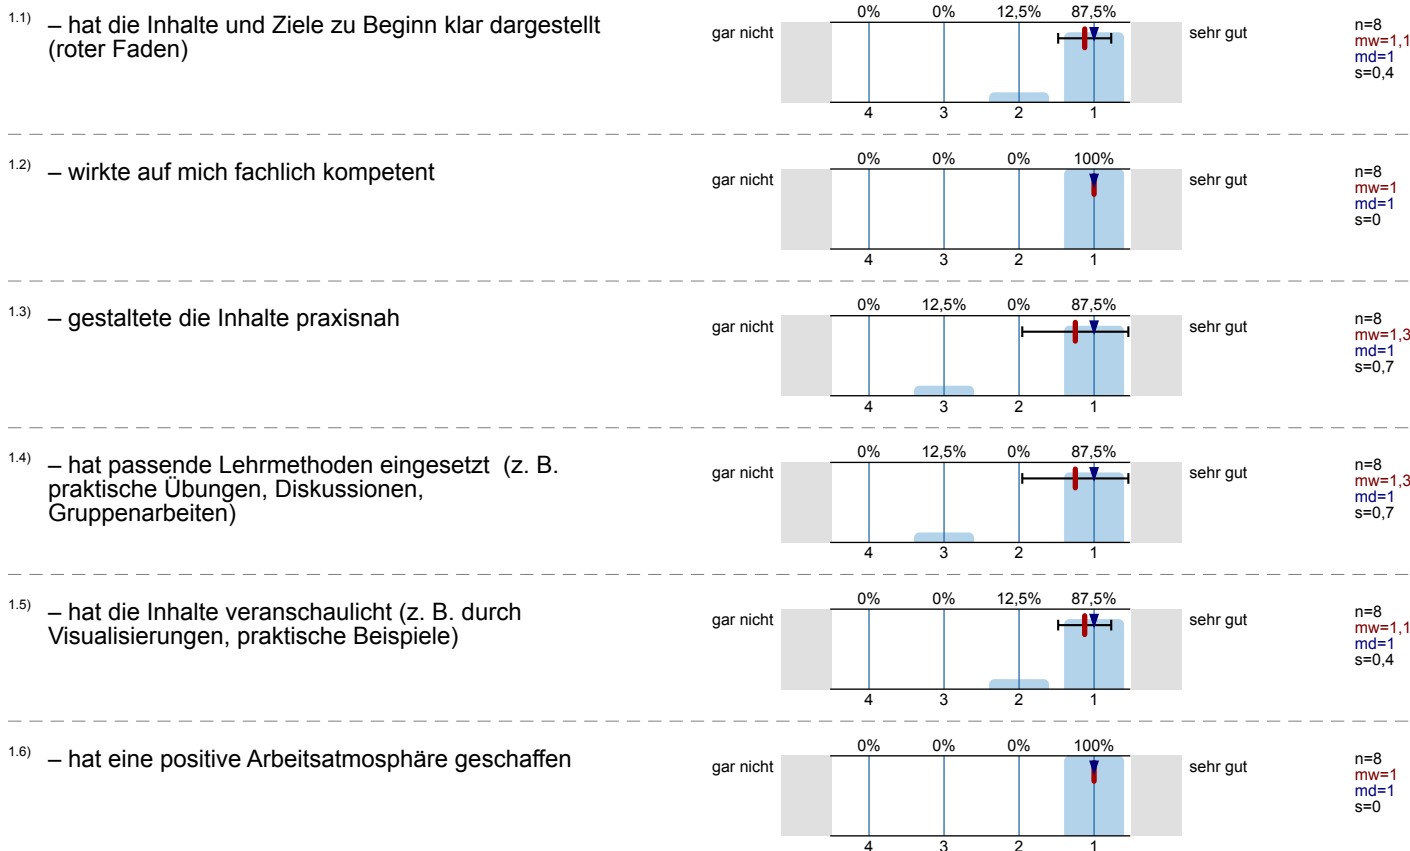 1.1) – hat die Inhalte und Ziele zu Beginn klar dargestellt
(roter Faden)
0% 0% 12,5% 87,5%
gar nicht sehr gut
4 3 2 1
n=8
mw=1,1
md=1
s=0,4
1.2) – wirkte auf mich fachlich kompetent
0% 0% 0% 100%
gar nicht sehr gut
4 3 2 1
n=8
mw=1
md=1
s=0
1.3) – gestaltete die Inhalte praxisnah
0% 12,5% 0% 87,5%
gar nicht sehr gut
4 3 2 1
n=8
mw=1,3
md=1
s=0,7
1.4) – hat passende Lehrmethoden eingesetzt (z. B.
praktische Übungen, Diskussionen,
Gruppenarbeiten)
0% 12,5% 0% 87,5%
gar nicht sehr gut
4 3 2 1
n=8
mw=1,3
md=1
s=0,7
1.5) – hat die Inhalte veranschaulicht (z. B. durch
Visualisierungen, praktische Beispiele)
0% 0% 12,5% 87,5%
gar nicht sehr gut
4 3 2 1
n=8
mw=1,1
md=1
s=0,4
1.6) – hat eine positive Arbeitsatmosphäre geschaffen
0% 0% 0% 100%
gar nicht sehr gut
4 3 2 1
n=8
mw=1
md=1
s=0